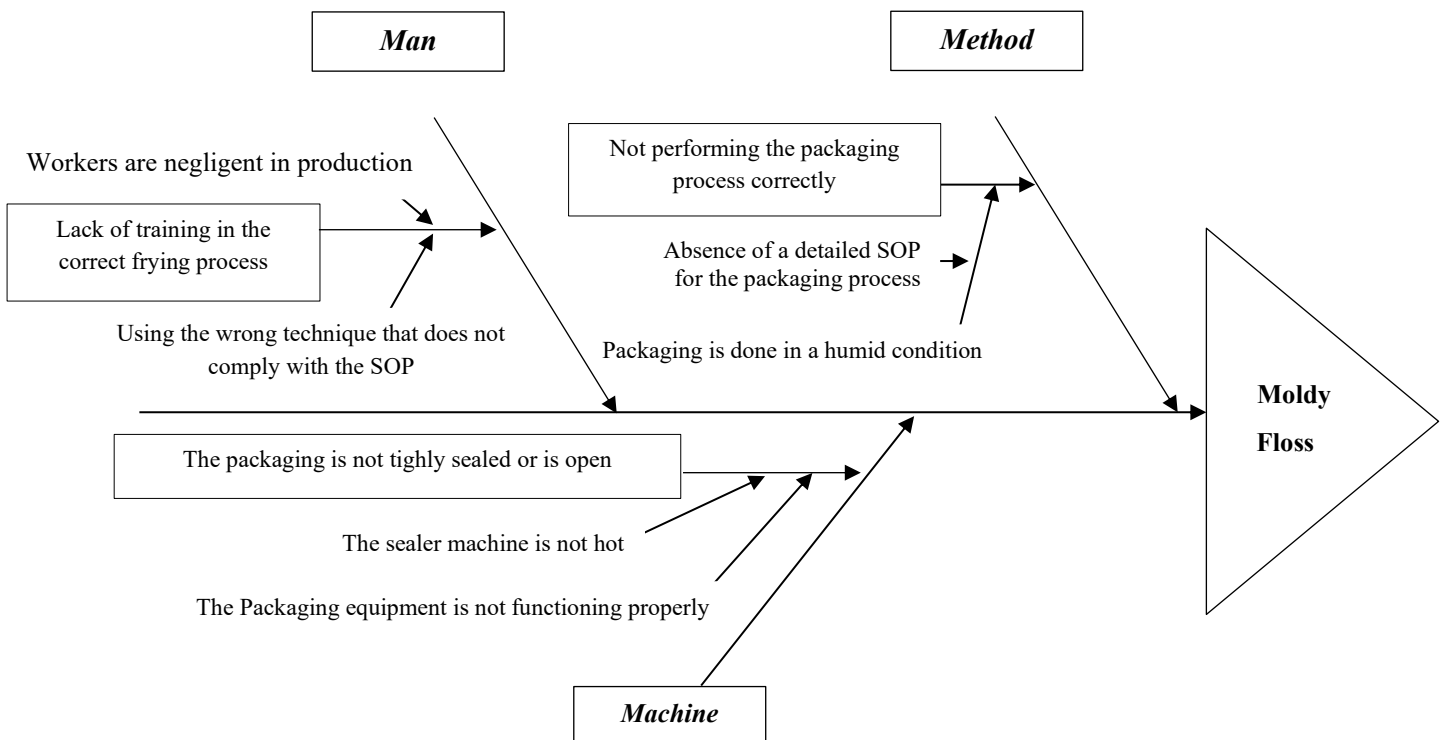 Man
Method
Workers are negligent in production
Lack of training in the
correct frying process
Using the wrong technique that does not
comply with the SOP
Not performing the packaging
process correctly
Absence of a detailed SOP
for the packaging process
Packaging is done in a humid condition
Moldy
Floss
The packaging is not tighly sealed or is open
The sealer machine is not hot
The Packaging equipment is not functioning properly
Machine